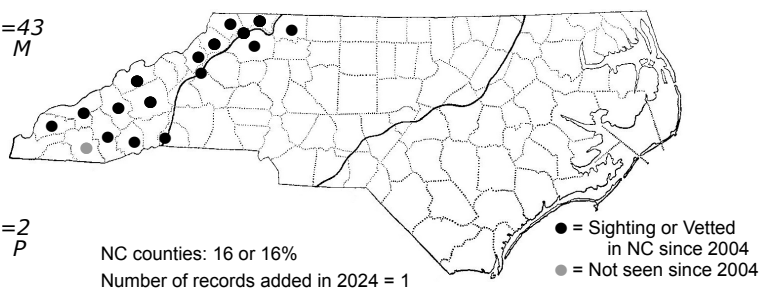 =43
M
=2
P
NC counties: 16 or 16%
Number of records added in 2024 = 1
● = Sighting or Vetted
in NC since 2004
● = Not seen since 2004